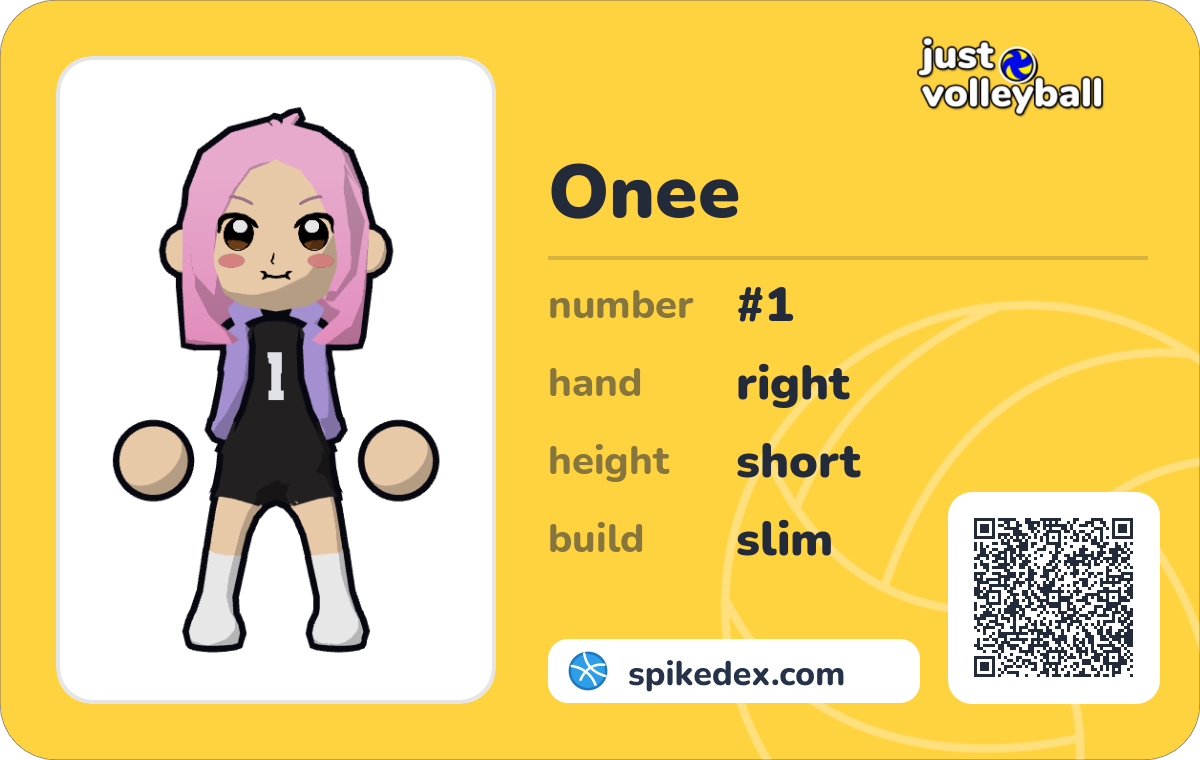 just
volleyball
Onee
number #1
hand right
height short
build slim
1
spikedex.com